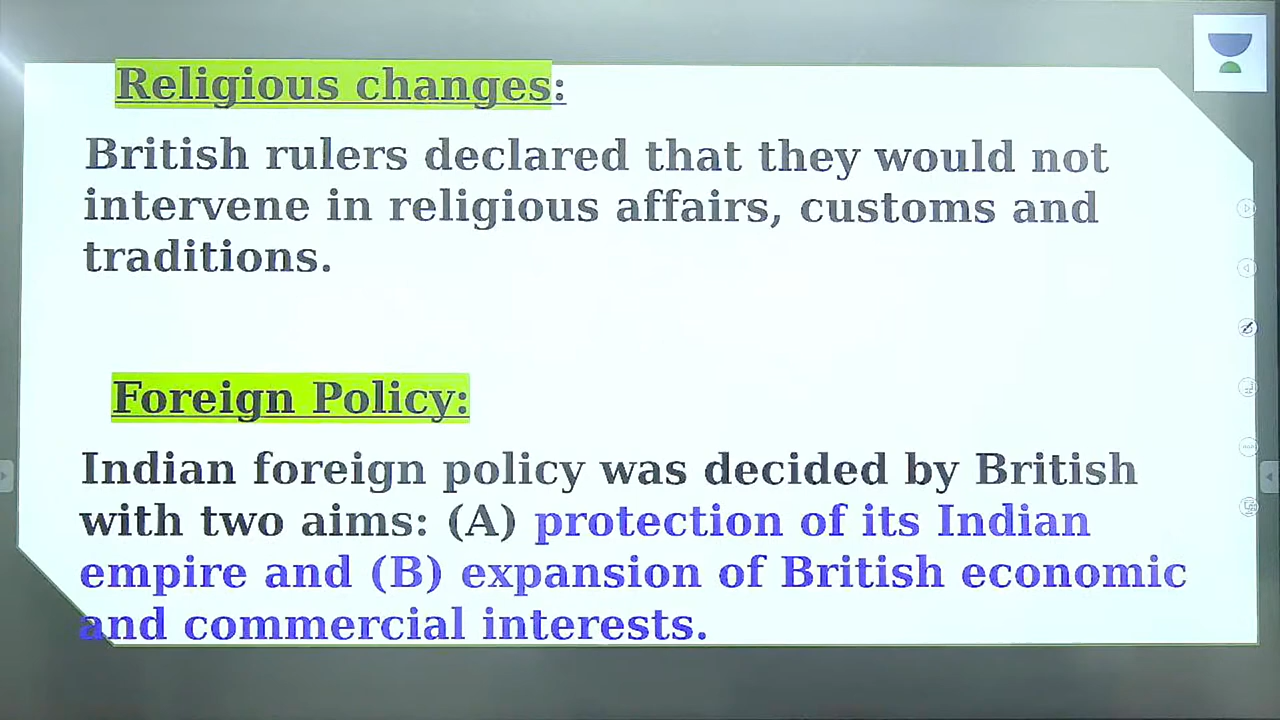 Religious changes:
British rulers declared that they would not
intervene in religious affairs, customs and
traditions.
Foreign Policy:
Indian foreign policy was decided by British
with two aims: (A) protection of its Indian
empire and (B) expansion of British economic
and commercial interests.